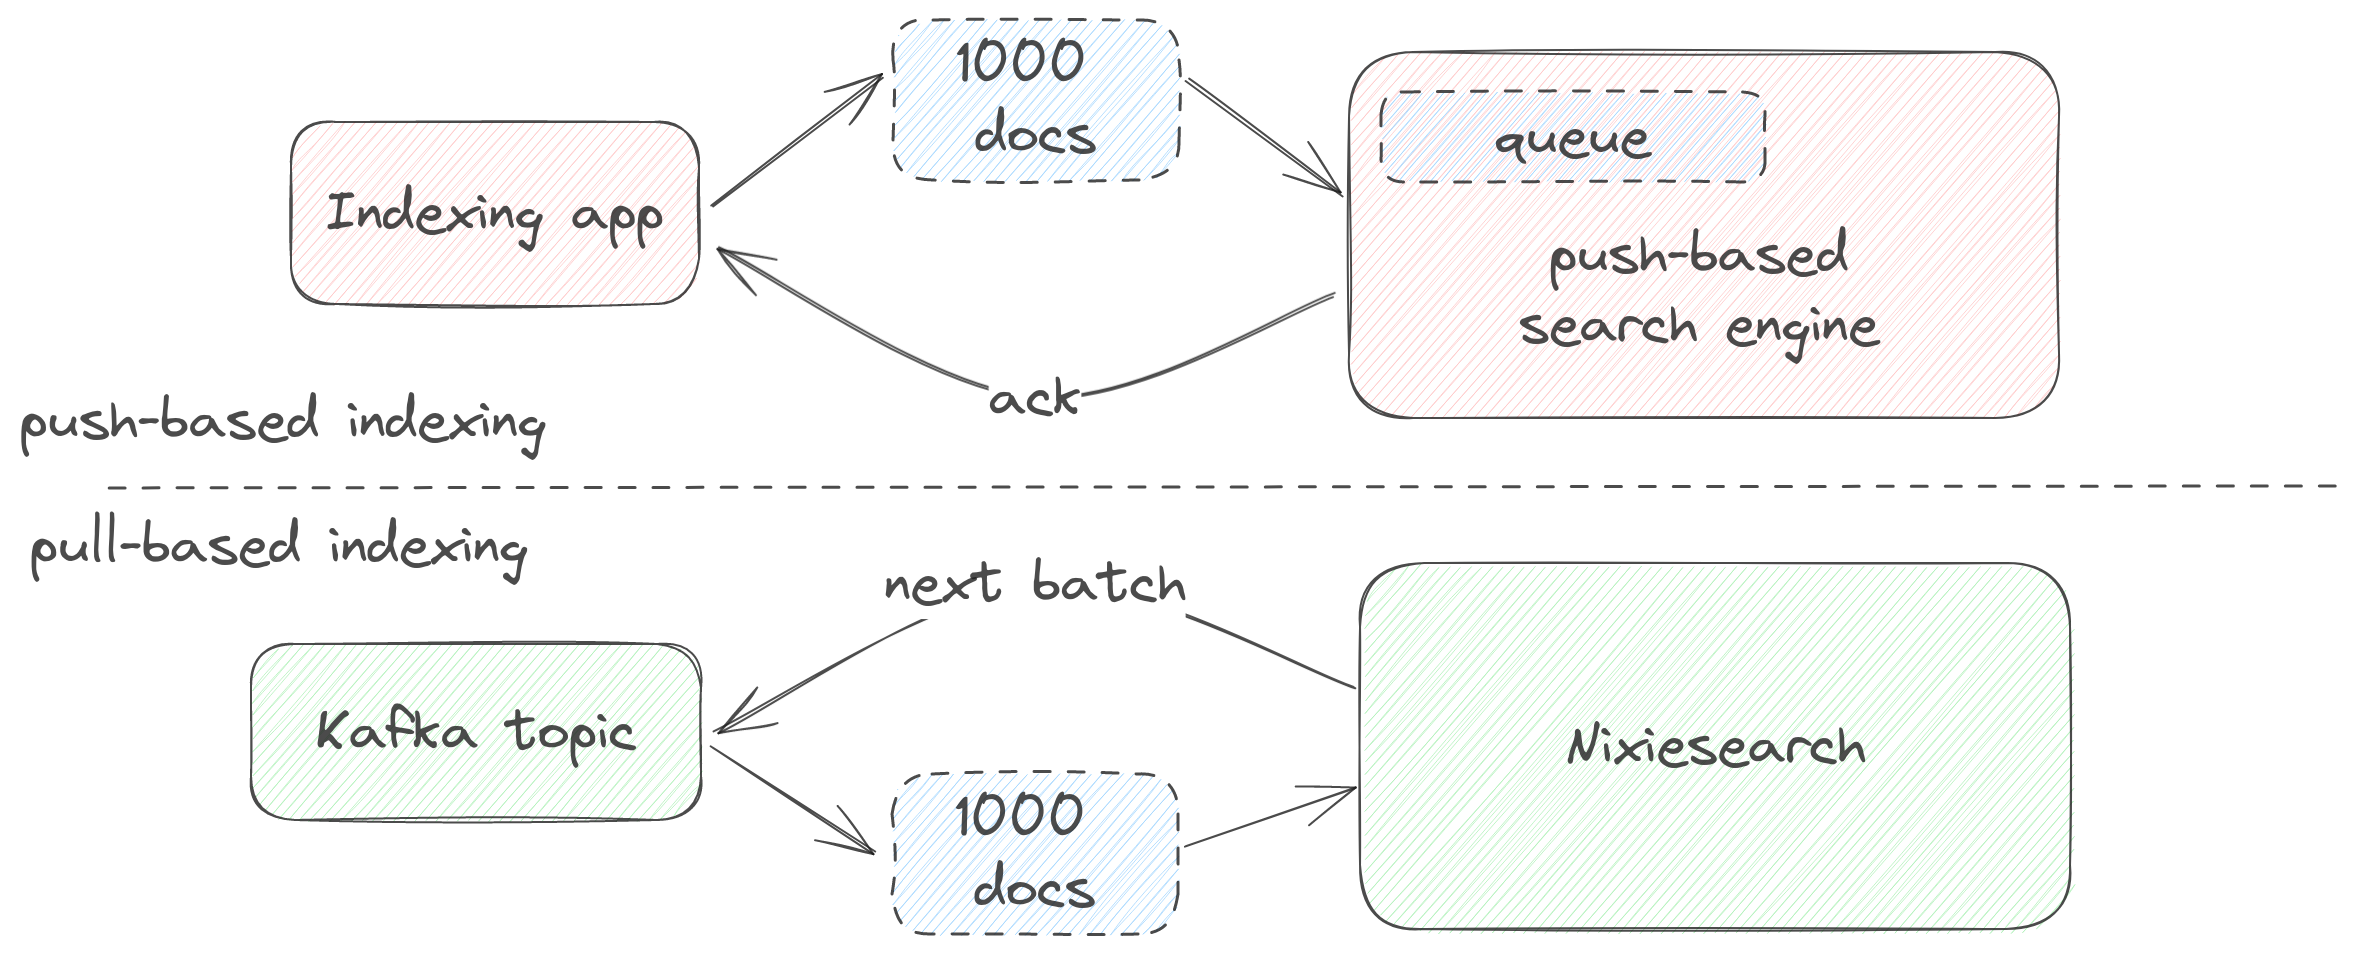 1000
docs
queue
Indexing app
push-based
search engine
ack
push-based indexing
pull-based indexing
next batch
Kafka topic
Nixiesearch
1000
docs